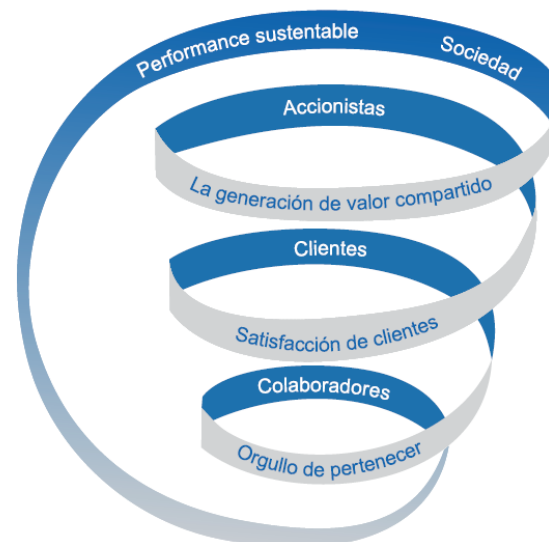 Performance sustentable
Sociedad
Accionistas
La generación de valor compartido
Clientes
Satisfacción de clientes
Colaboradores
Orgullo de pertenecer